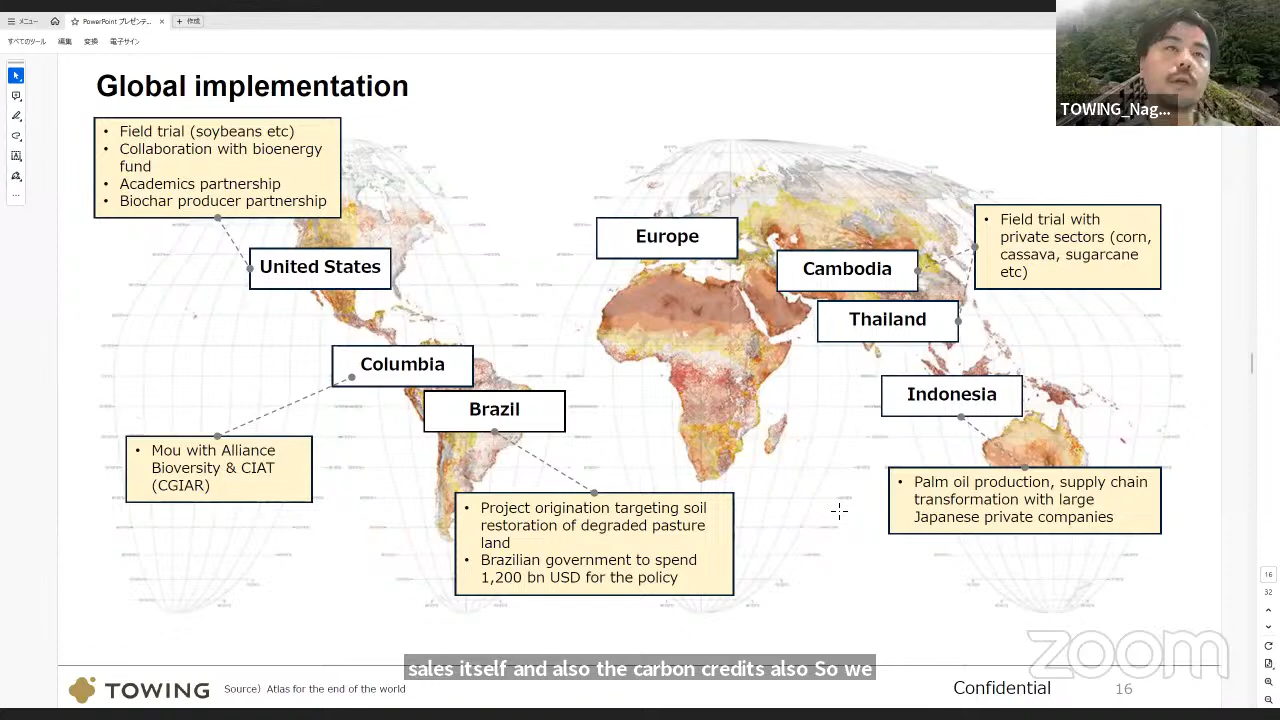 メニュー
PowerPoint プレゼンテ...
作成
すべてのツール 編集 変換 電子サイン
TOWING_Nag...
Global implementation
• Field trial (soybeans etc)
• Collaboration with bioenergy
fund
• Academics partnership
• Biochar producer partnership
United States
Europe
Cambodia
Thailand
• Field trial with
private sectors (corn,
cassava, sugarcane
etc)
Columbia
Brazil
Indonesia
• Mou with Alliance
Bioversity & CIAT
(CGIAR)
• Project origination targeting soil
restoration of degraded pasture
land
• Brazilian government to spend
1,200 bn USD for the policy
• Palm oil production, supply chain
transformation with large
Japanese private companies
16
32
zoom
sales itself and also the carbon credits also So we
TOWING
Source）Atlas for the end of the world
Confidential
16